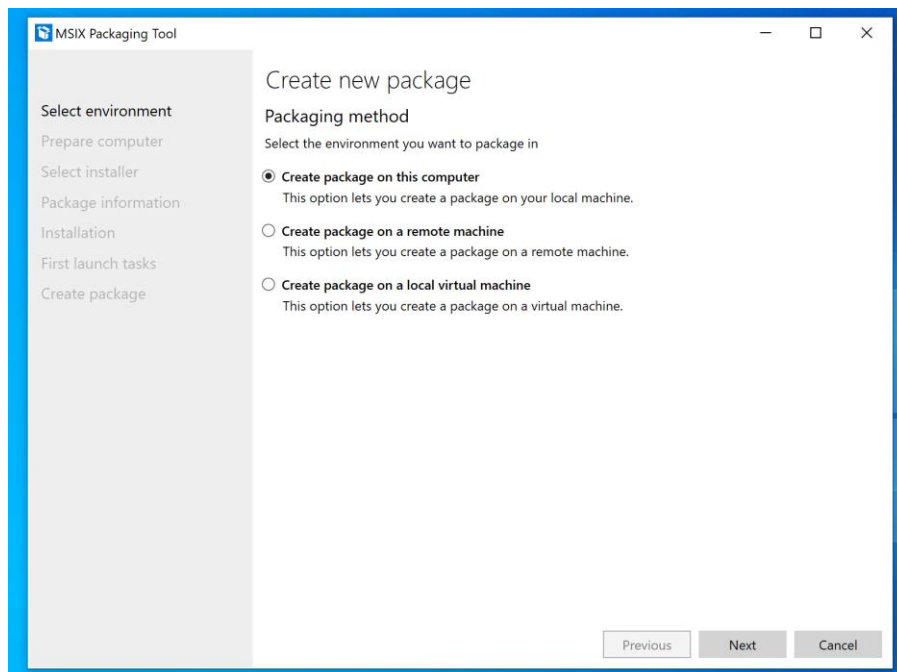 MSIX Packaging Tool
Select environment
Prepare computer
Select installer
Package information
Installation
First launch tasks
Create package
Create new package
Packaging method
Select the environment you want to package in
Create package on this computer
This option lets you create a package on your local machine.
Create package on a remote machine
This option lets you create a package on a remote machine.
Create package on a local virtual machine
This option lets you create a package on a virtual machine.
Previous
Next
Cancel